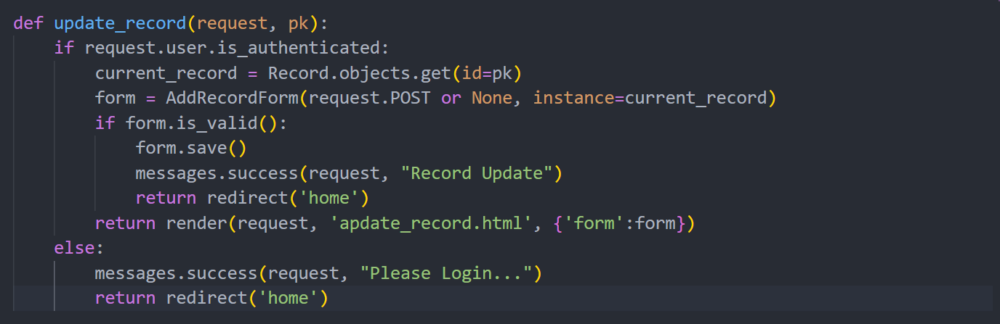 def update_record(request, pk):
    if request.user.is_authenticated:
        current_record = Record.objects.get(id=pk)
        form = AddRecordForm(request.POST or None, instance=current_record)
        if form.is_valid():
            form.save()
            messages.success(request, "Record Update")
            return redirect('home')
        return render(request, 'apdate_record.html', {'form':form})
    else:
        messages.success(request, "Please Login...")
        return redirect('home')